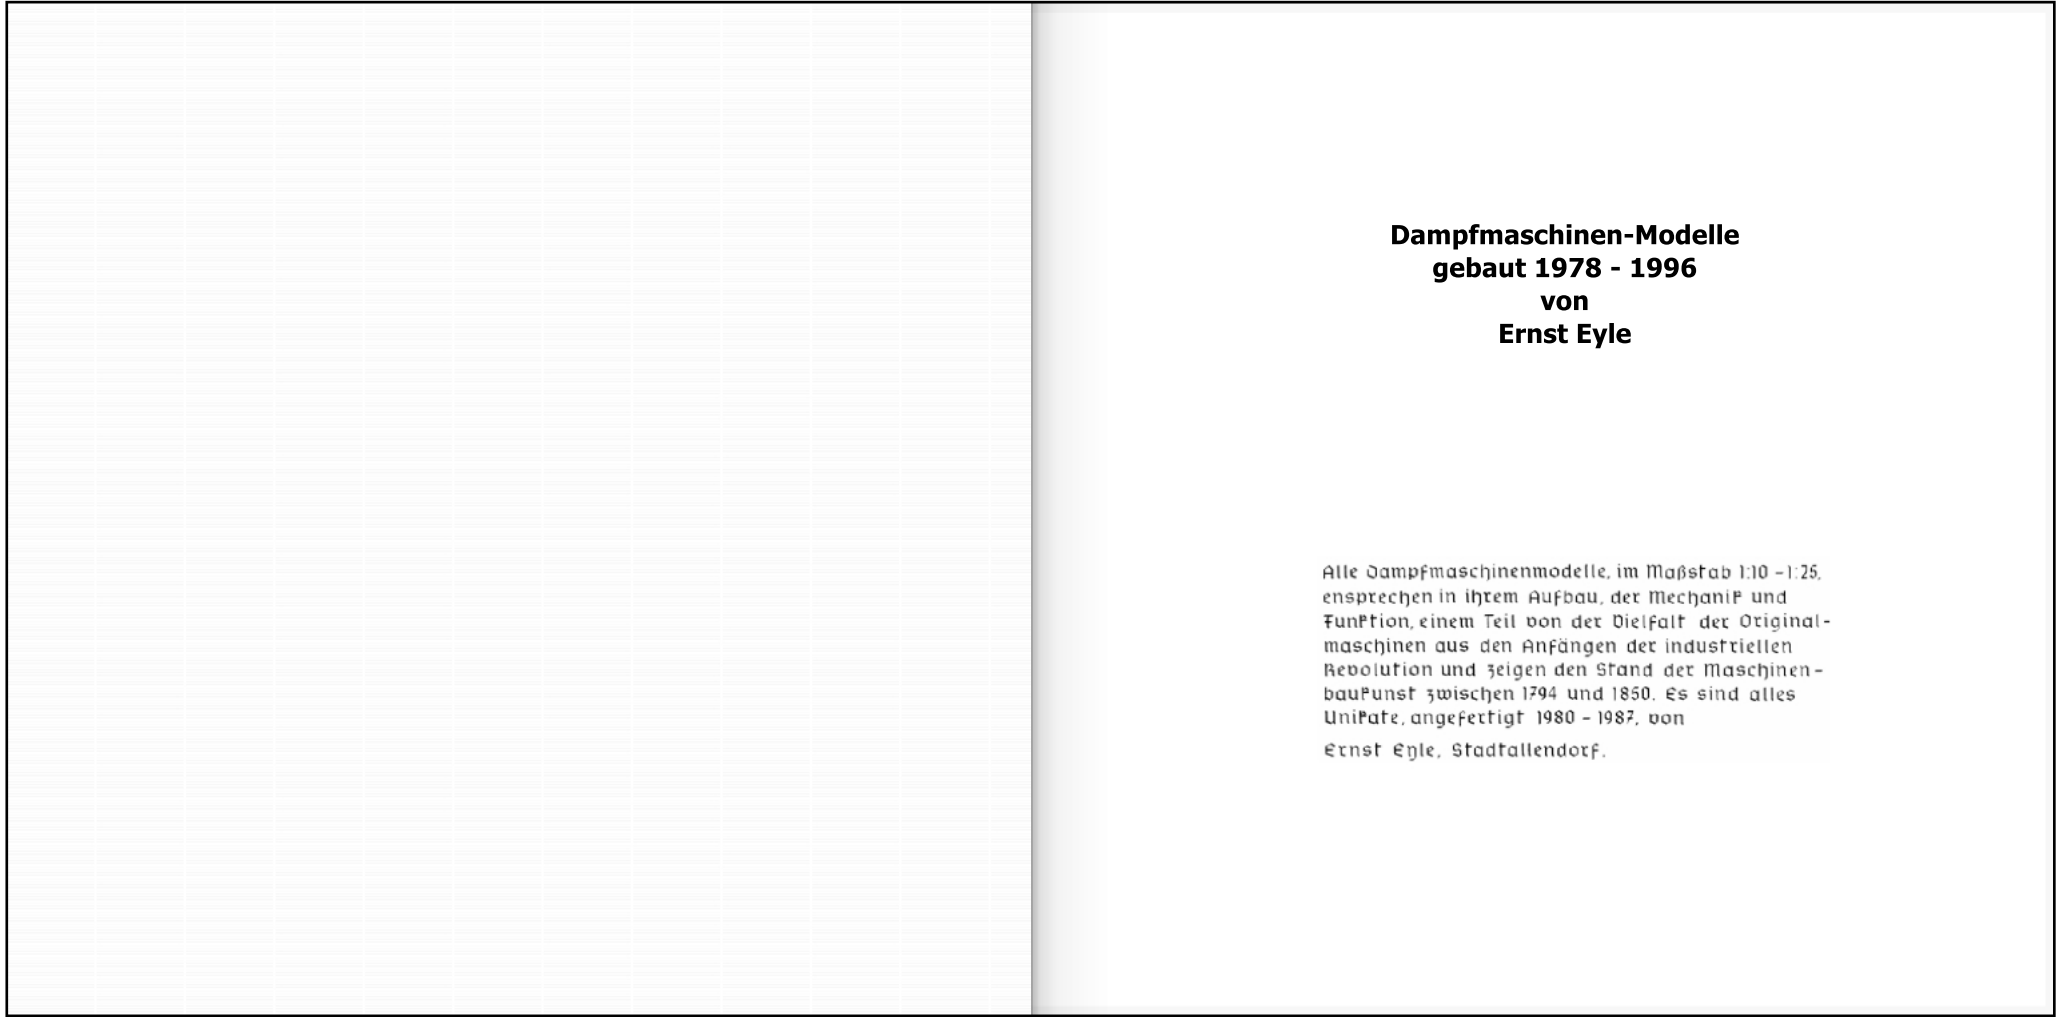 Dampfmaschinen-Modelle
gebaut 1978 - 1996
von
Ernst Eyle
Alle Dampfmaschinenmodelle, im Maßstab 1:10 - 1:25,
ensprechen in ihrem Aufbau, der Mechanik und
Funktion, einem Teil von der Vielfalt der Original-
maschinen aus den Anfängen der industriellen
Revolution und zeigen den Stand der Maschinen-
baukunst zwischen 1794 und 1850. Es sind alles
Unikate, angefertigt 1980 - 1987, von
Ernst Eyle, Stadtallendorf.